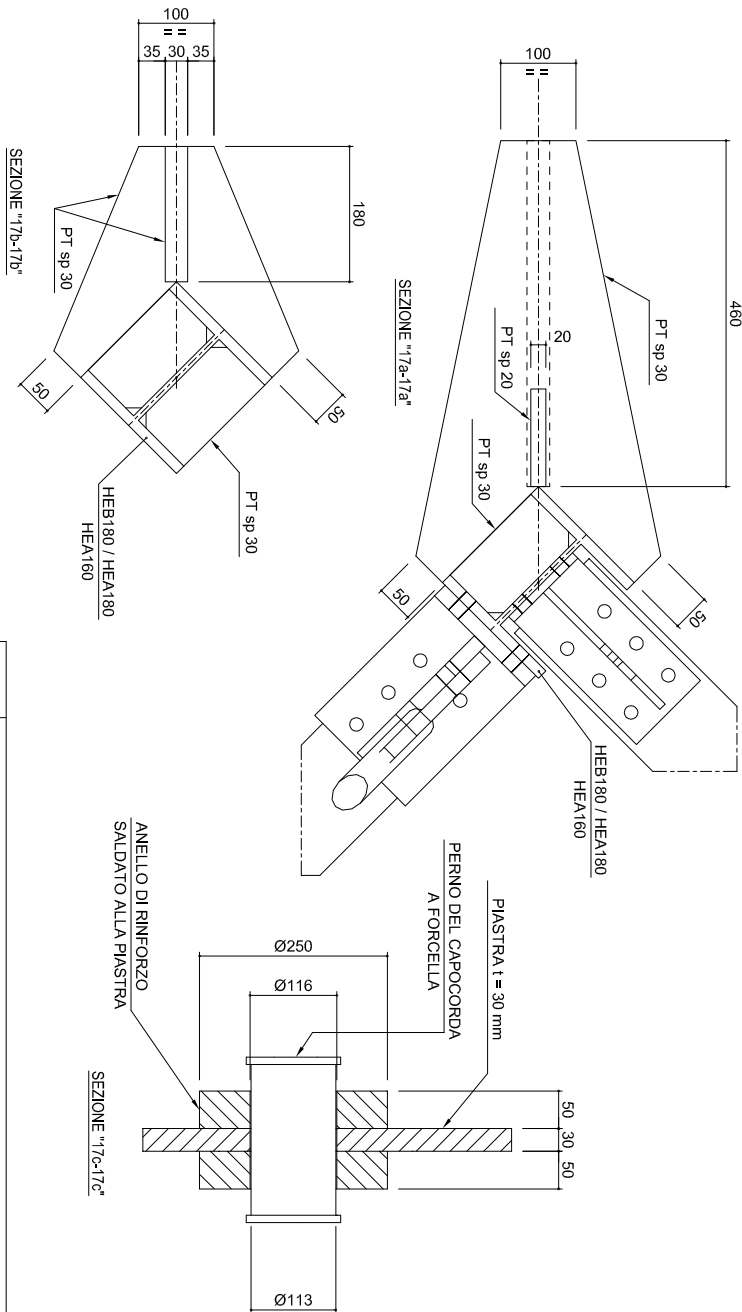 100
= =
35 30 35
180
PT sp 30
SEZIONE "17b-17b"
50
50
PT sp 30
HEB180 / HEA180
HEA160
100
= =
460
PT sp 30
20
PT sp 20
SEZIONE "17a-17a"
PT sp 30
50
50
HEB180 / HEA180
HEA160
PIASTRA t = 30 mm
PERNO DEL CAPOCORDA
A FORCELLA
Ø250
Ø116
50
30
50
ANELLO DI RINFORZO
SALDATO ALLA PIASTRA
SEZIONE "17c-17c"
Ø113